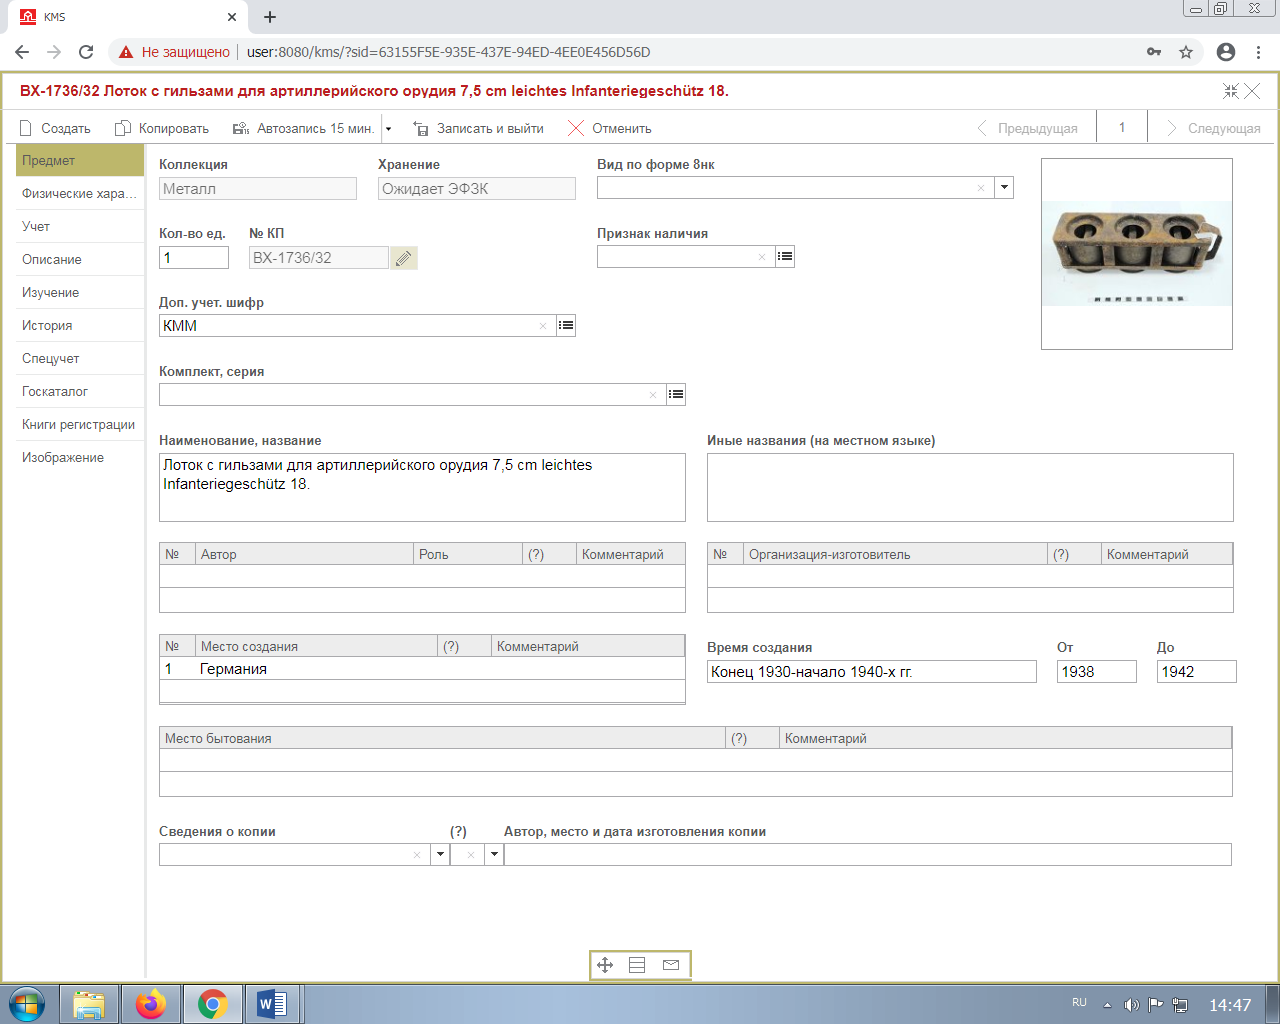 KMS
Не защищено
user:8080/kms/?sid=63155F5E-935E-437E-94ED-4EE0E456D56D
ВХ-1736/32 Лоток с гильзами для артиллерийского орудия 7,5 cm leichtes Infanteriegeschütz 18.
Создать
Копировать
Автозапись 15 мин.
Записать и выйти
Отменить
Предыдущая
1
Следующая
Предмет
Физические хара...
Учет
Описание
Изучение
История
Спецучет
Госкаталог
Книги регистрации
Изображение
Коллекция
Хранение
Вид по форме 8нк
Металл
Ожидает ЭФЗК
Кол-во ед.
№ КП
Признак наличия
1
ВХ-1736/32
Доп. учет. шифр
КММ
Комплект, серия
Наименование, название
Иные названия (на местном языке)
Лоток с гильзами для артиллерийского орудия 7,5 cm leichtes
Infanteriegeschütz 18.
№ Автор Роль (?) Комментарий
№ Организация-изготовитель (?) Комментарий
№ Место создания (?) Комментарий
1 Германия
Время создания
От
До
Конец 1930-начало 1940-х гг.
1938
1942
Место бытования (?) Комментарий
Сведения о копии
(?)
Автор, место и дата изготовления копии
RU
14:47